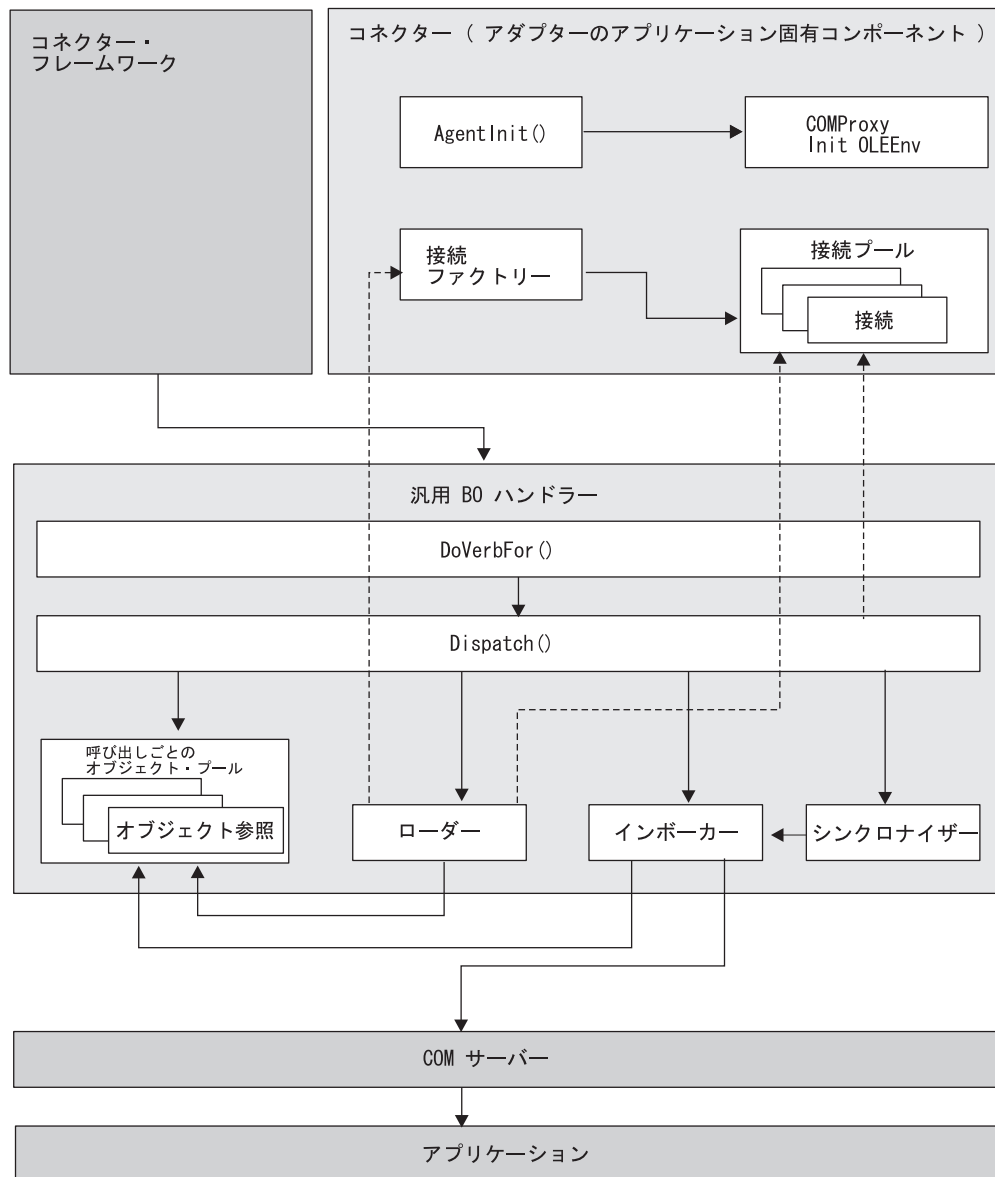 コネクター・
フレームワーク
コネクター ( アダプターのアプリケーション固有コンポーネント )
AgentInit()
COMProxy
Init OLEEnv
接続
ファクトリー
接続プール
接続
汎用 BO ハンドラー
DoVerbFor()
Dispatch()
呼び出しごとの
オブジェクト・プール
オブジェクト参照
ローダー
インボーカー
シンクロナイザー
COM サーバー
アプリケーション